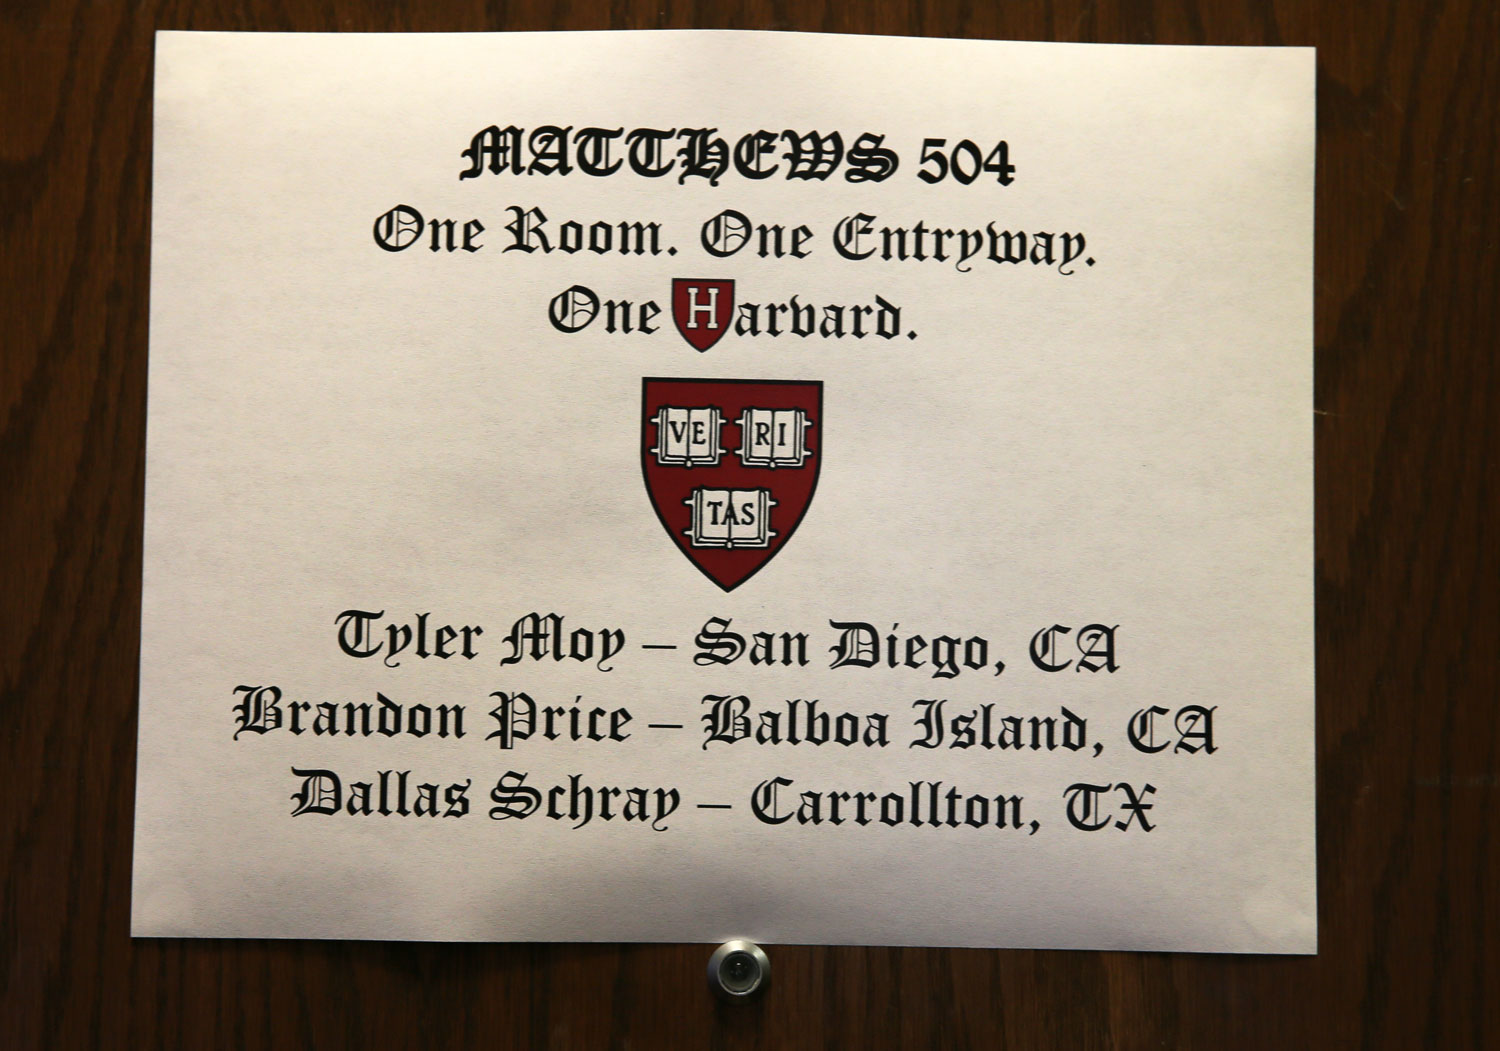 MATTHEWS 504
One Room. One Entryway.
One Harvard.
VE RI
TAS
Tyler Moy – San Diego, CA
Brandon Price – Balboa Island, CA
Dallas Schray – Carrollton, TX